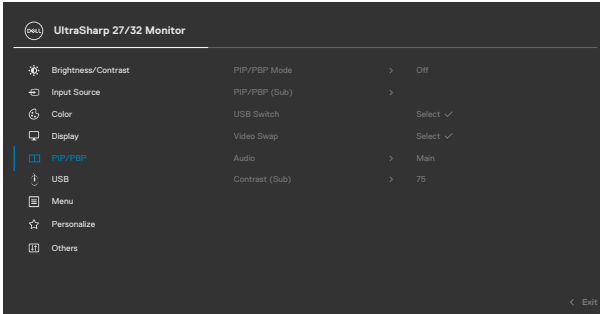 DELL UltraSharp 27/32 Monitor
Brightness/Contrast PIP/PBP Mode > Off
Input Source PIP/PBP (Sub) >
Color USB Switch Select ✓
Display Video Swap Select ✓
PIP/PBP Audio > Main
USB Contrast (Sub) > 75
Menu
Personalize
Others
< Exit